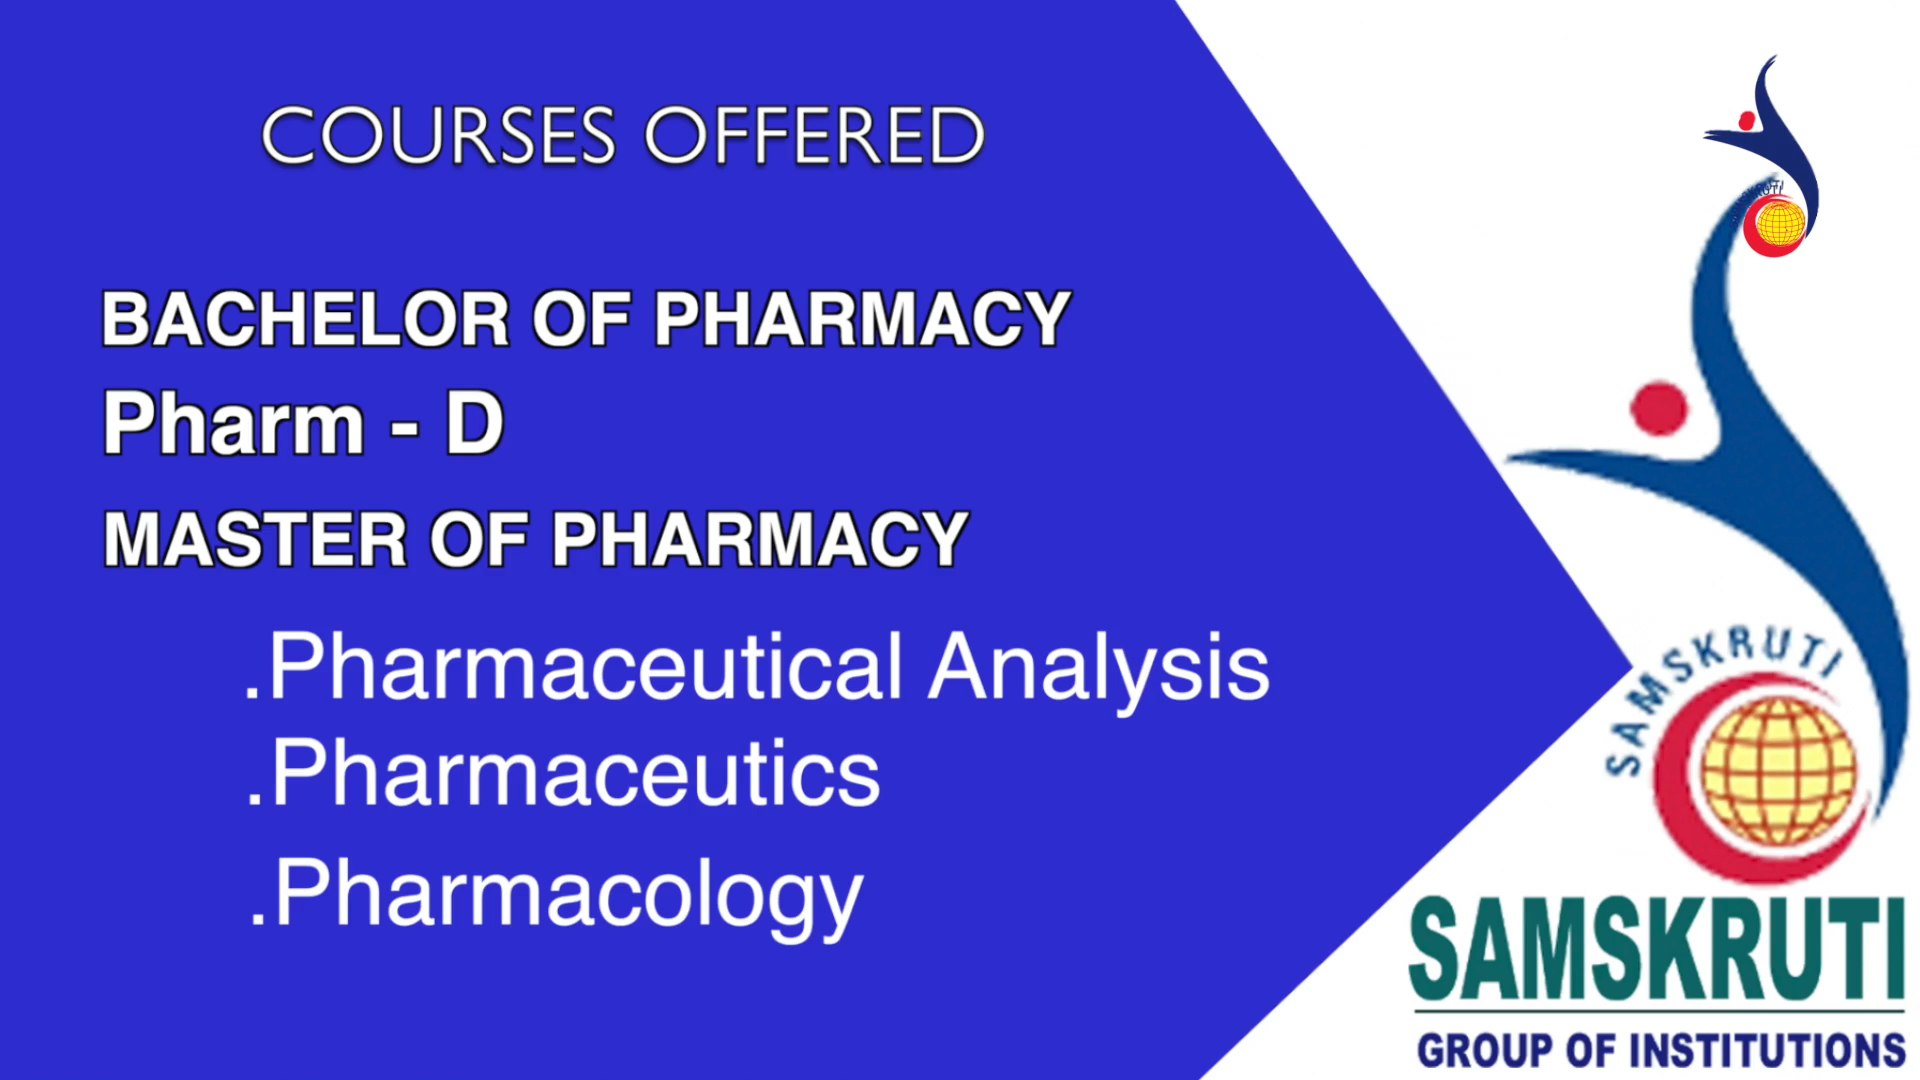 COURSES OFFERED
BACHELOR OF PHARMACY
Pharm - D
MASTER OF PHARMACY
.Pharmaceutical Analysis
.Pharmaceutics
.Pharmacology
SAMSKRUTI
SAMSKRUTI
GROUP OF INSTITUTIONS